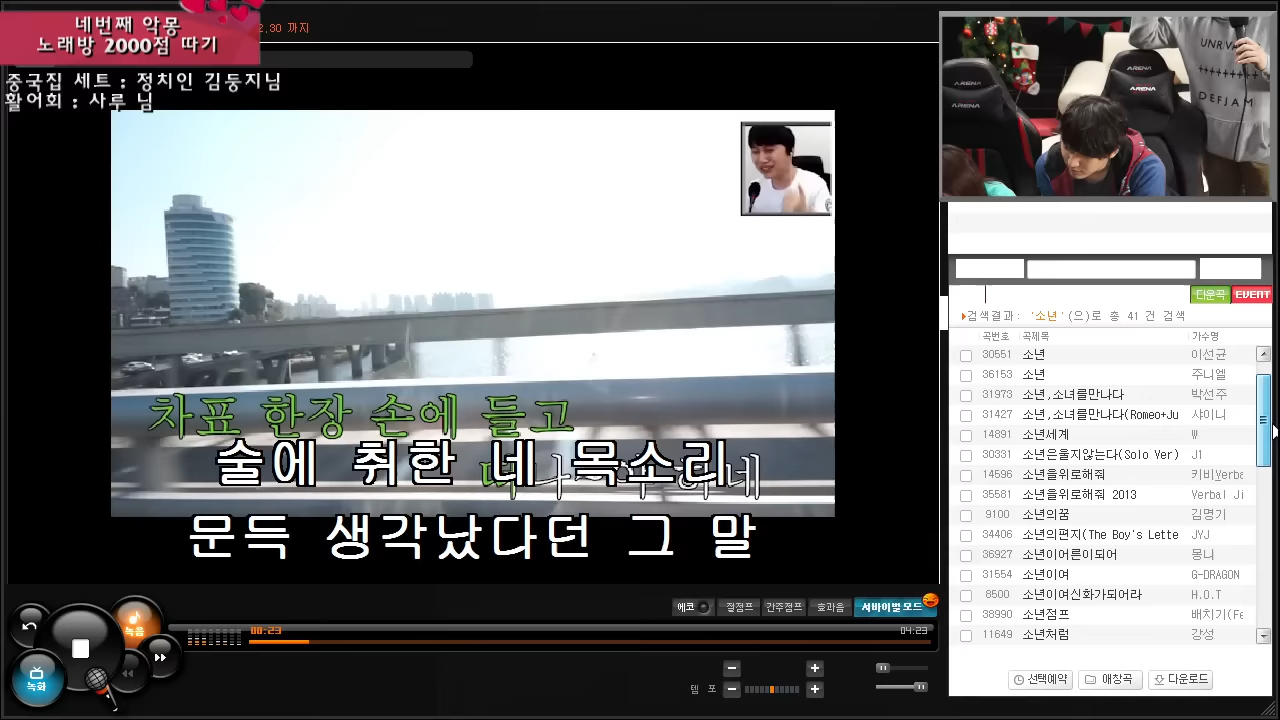 네번째 악몽
노래방 2000점 따기
2.30 까지
중국집 세트 : 정치인 김둥지님
활어회 : 사루 님
ARENA
ARENA
ARENA
ARENA
DEFJAM
차표 한장 손에 들고
술에 취한 네 목소리
문득 생각났다던 그 말
다운곡 EVENT
검색결과: '소년'(으)로 총 41 건 검색
곡번호 곡제목 가수명
30551 소년 이선균
36153 소년 주니엘
31973 소년,소녀를만나다 박선주
31427 소년,소녀를만나다(Romeo+Ju 샤이니
14891 소년세계 W
30331 소년은울지않는다(Solo Ver) J1
14596 소년을위로해줘 키비Verba
35581 소년을위로해줘 2013 Verbal Ji
9100 소년의꿈 김명기
34406 소년의편지(The Boy's Lette JYJ
36927 소년이어른이되어 몽니
31554 소년이여 G-DRAGON
8500 소년이여신화가되어라 H.O.T
38990 소년점프 배치기(Fe
11649 소년처럼 강성
에코 점점프 간주점프 효과음 서바이벌 모드
녹음
00:23 04:23
녹화
템 포
선택예약 애창곡 다운로드